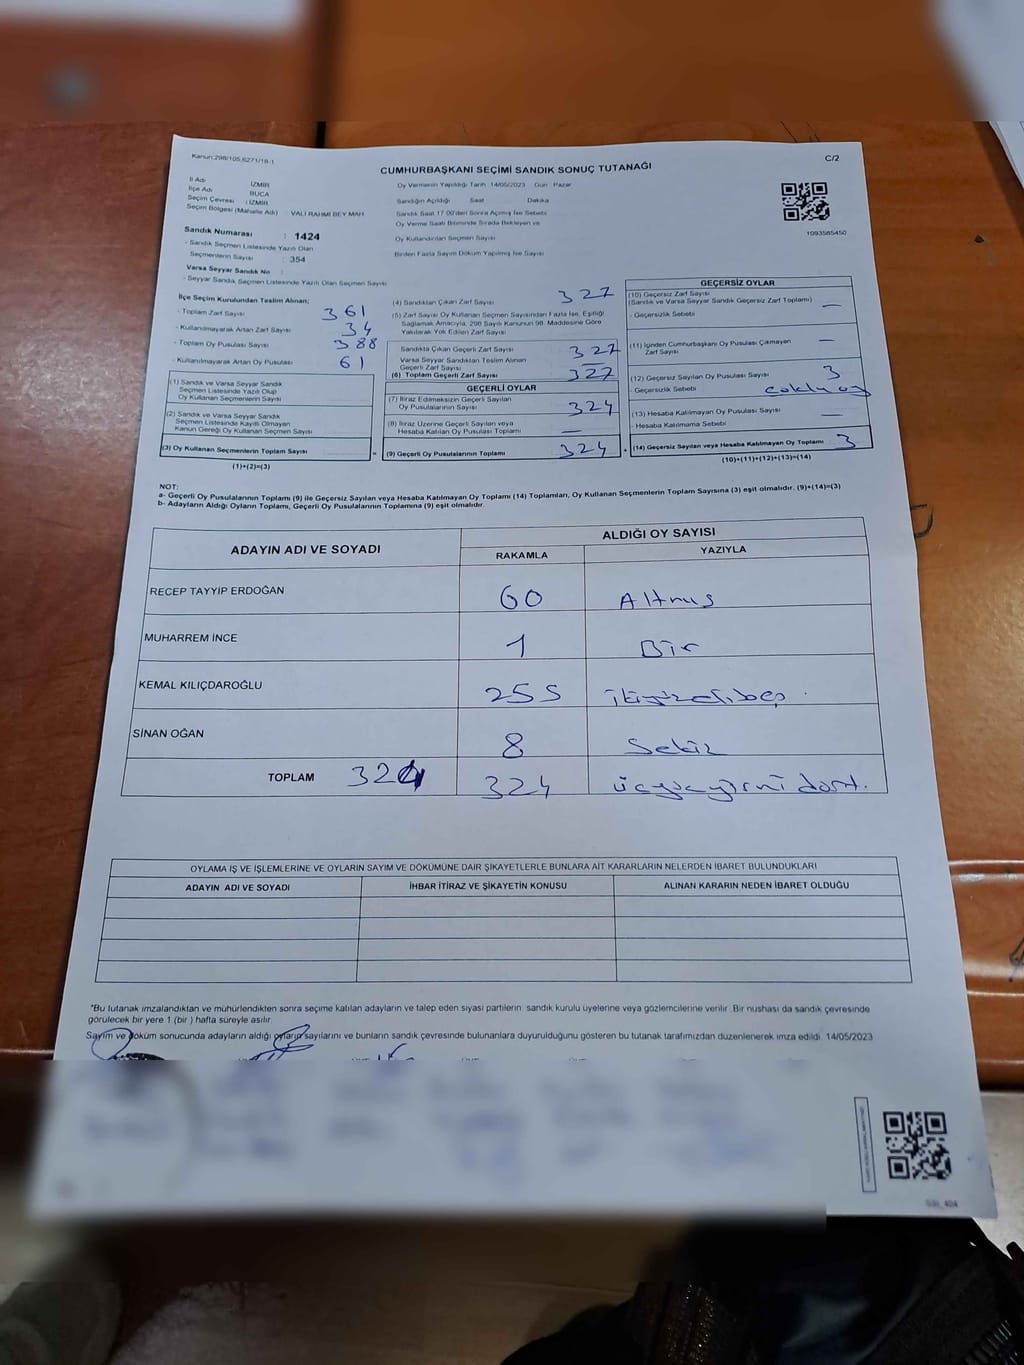 Kanun:298/105,6271/18-1
C/2
CUMHURBAŞKANI SEÇİMİ SANDIK SONUÇ TUTANAĞI
İl Adı : İZMİR
İlçe Adı : BUCA
Seçim Çevresi : İZMİR
Seçim Bölgesi (Mahalle Adı) : VALİ RAHMİ BEY MAH
Sandık Numarası : 1424
- Sandık Seçmen Listesinde Yazılı Olan
Seçmenlerin Sayısı : 354
Varsa Seyyar Sandık No :
- Seyyar Sandık Seçmen Listesinde Yazılı Olan Seçmen Sayısı
Oy Vermenin Yapıldığı Tarih 14/05/2023 Gün Pazar
Sandığın Açıldığı Saat Dakika
Sandık Saat 17.00'den Sonra Açılmış İse Sebebi
Oy Verme Saati Bitiminde Sırada Bekleyen ve
Oy Kullandırılan Seçmen Sayısı
Birden Fazla Sayım Döküm Yapılmış İse Sayısı
1093585450
İlçe Seçim Kurulundan Teslim Alınan;
- Toplam Zarf Sayısı 361
- Kullanılmayarak Artan Zarf Sayısı 34
- Toplam Oy Pusulası Sayısı 388
- Kullanılmayarak Artan Oy Pusulası 61
(1) Sandık ve Varsa Seyyar Sandık
Seçmen Listesinde Yazılı Olup
Oy Kullanan Seçmenlerin Sayısı
(2) Sandık ve Varsa Seyyar Sandık
Seçmen Listesinde Kayıtlı Olmayan
Kanun Gereği Oy Kullanan Seçmen Sayısı
(3) Oy Kullanan Seçmenlerin Toplam Sayısı
(1)+(2)=(3)
(4) Sandıktan Çıkan Zarf Sayısı 327
(5) Zarf Sayısı Oy Kullanan Seçmen Sayısından Fazla İse, Eşitliği
Sağlamak Amacıyla, 298 Sayılı Kanunun 98. Maddesine Göre
Yakılarak Yok Edilen Zarf Sayısı
Sandıkta Çıkan Geçerli Zarf Sayısı 327
Varsa Seyyar Sandıktan Teslim Alınan
Geçerli Zarf Sayısı
(6) Toplam Geçerli Zarf Sayısı 327
GEÇERLİ OYLAR
(7) İtiraz Edilmeksizin Geçerli Sayılan
Oy Pusulalarının Sayısı 324
(8) İtiraz Üzerine Geçerli Sayılan veya
Hesaba Katılan Oy Pusulası Toplamı —
= (9) Geçerli Oy Pusulalarının Toplamı 324
GEÇERSİZ OYLAR
(10) Geçersiz Zarf Sayısı
(Sandık ve Varsa Seyyar Sandık Geçersiz Zarf Toplamı) —
- Geçersizlik Sebebi
(11) İçinden Cumhurbaşkanı Oy Pusulası Çıkmayan
Zarf Sayısı —
(12) Geçersiz Sayılan Oy Pusulası Sayısı 3
- Geçersizlik Sebebi çoklu oy
(13) Hesaba Katılmayan Oy Pusulası Sayısı —
- Hesaba Katılmama Sebebi
+ (14) Geçersiz Sayılan veya Hesaba Katılmayan Oy Toplamı 3
(10)+(11)+(12)+(13)=(14)
NOT:
a- Geçerli Oy Pusulalarının Toplamı (9) ile Geçersiz Sayılan veya Hesaba Katılmayan Oy Toplamı (14) Toplamları, Oy Kullanan Seçmenlerin Toplam Sayısına (3) eşit olmalıdır. (9)+(14)=(3)
b- Adayların Aldığı Oyların Toplamı, Geçerli Oy Pusulalarının Toplamına (9) eşit olmalıdır.
ADAYIN ADI VE SOYADI ALDIĞI OY SAYISI
RAKAMLA YAZIYLA
RECEP TAYYİP ERDOĞAN 60 Altmış
MUHARREM İNCE 1 Bir
KEMAL KILIÇDAROĞLU 255 ikiyüzellibeş
SİNAN OĞAN 8 Sekiz
TOPLAM 324 324 üçyüzyirmi dört.
OYLAMA İŞ VE İŞLEMLERİNE VE OYLARIN SAYIM VE DÖKÜMÜNE DAİR ŞİKAYETLERLE BUNLARA AİT KARARLARIN NELERDEN İBARET BULUNDUKLARI
ADAYIN ADI VE SOYADI İHBAR İTİRAZ VE ŞİKAYETİN KONUSU ALINAN KARARIN NEDEN İBARET OLDUĞU
*Bu tutanak imzalandıktan ve mühürlendikten sonra seçime katılan adayların ve talep eden siyasi partilerin sandık kurulu üyelerine veya gözlemcilerine verilir. Bir nüshası da sandık çevresinde
görülecek bir yere 1 (bir) hafta süreyle asılır.
Sayım ve döküm sonucunda adayların aldığı oyların sayılarını ve bunların sandık çevresinde bulunanlara duyurulduğunu gösteren bu tutanak tarafımızdan düzenlenerek imza edildi. 14/05/2023